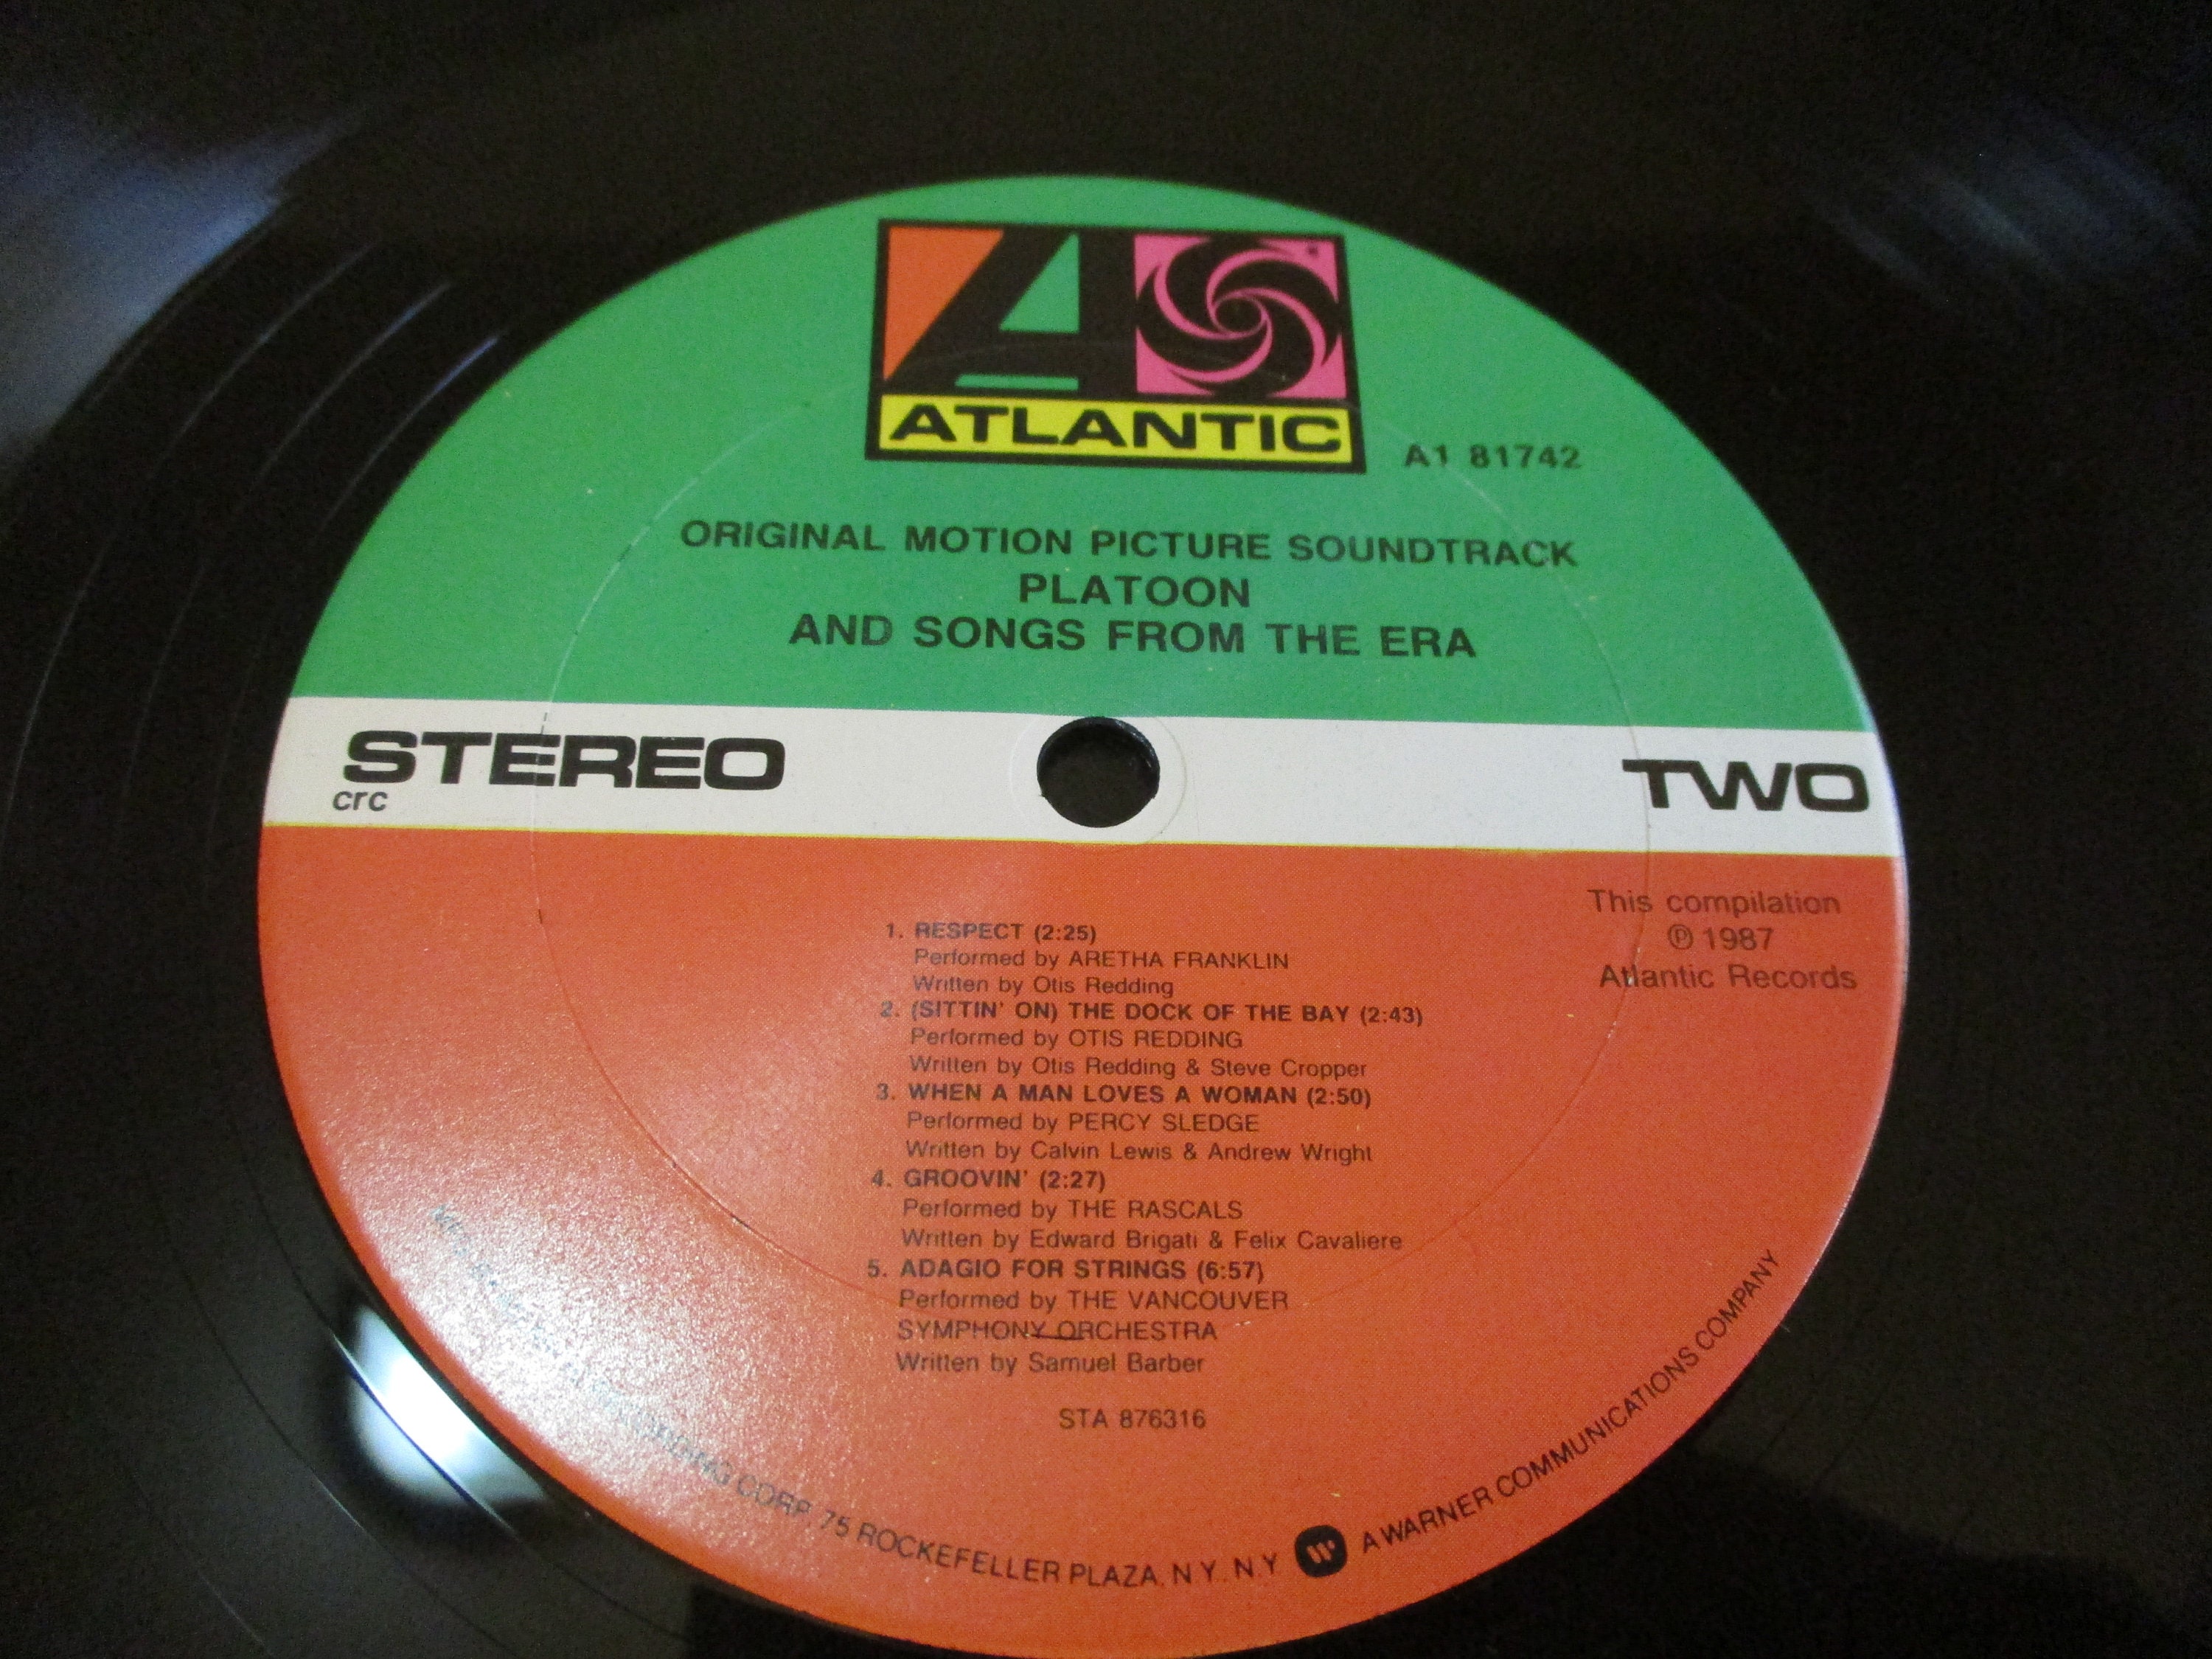 ATLANTIC
A1 81742
ORIGINAL MOTION PICTURE SOUNDTRACK
PLATOON
AND SONGS FROM THE ERA
STEREO
crc
TWO
This compilation
℗ 1987
Atlantic Records
1. RESPECT (2:25)
Performed by ARETHA FRANKLIN
Written by Otis Redding
2. (SITTIN' ON) THE DOCK OF THE BAY (2:43)
Performed by OTIS REDDING
Written by Otis Redding & Steve Cropper
3. WHEN A MAN LOVES A WOMAN (2:50)
Performed by PERCY SLEDGE
Written by Calvin Lewis & Andrew Wright
4. GROOVIN' (2:27)
Performed by THE RASCALS
Written by Edward Brigati & Felix Cavaliere
5. ADAGIO FOR STRINGS (6:57)
Performed by THE VANCOUVER
SYMPHONY ORCHESTRA
Written by Samuel Barber
STA 876316
RECORDING CORP. 75 ROCKEFELLER PLAZA. N.Y. N.Y. A WARNER COMMUNICATIONS COMPANY